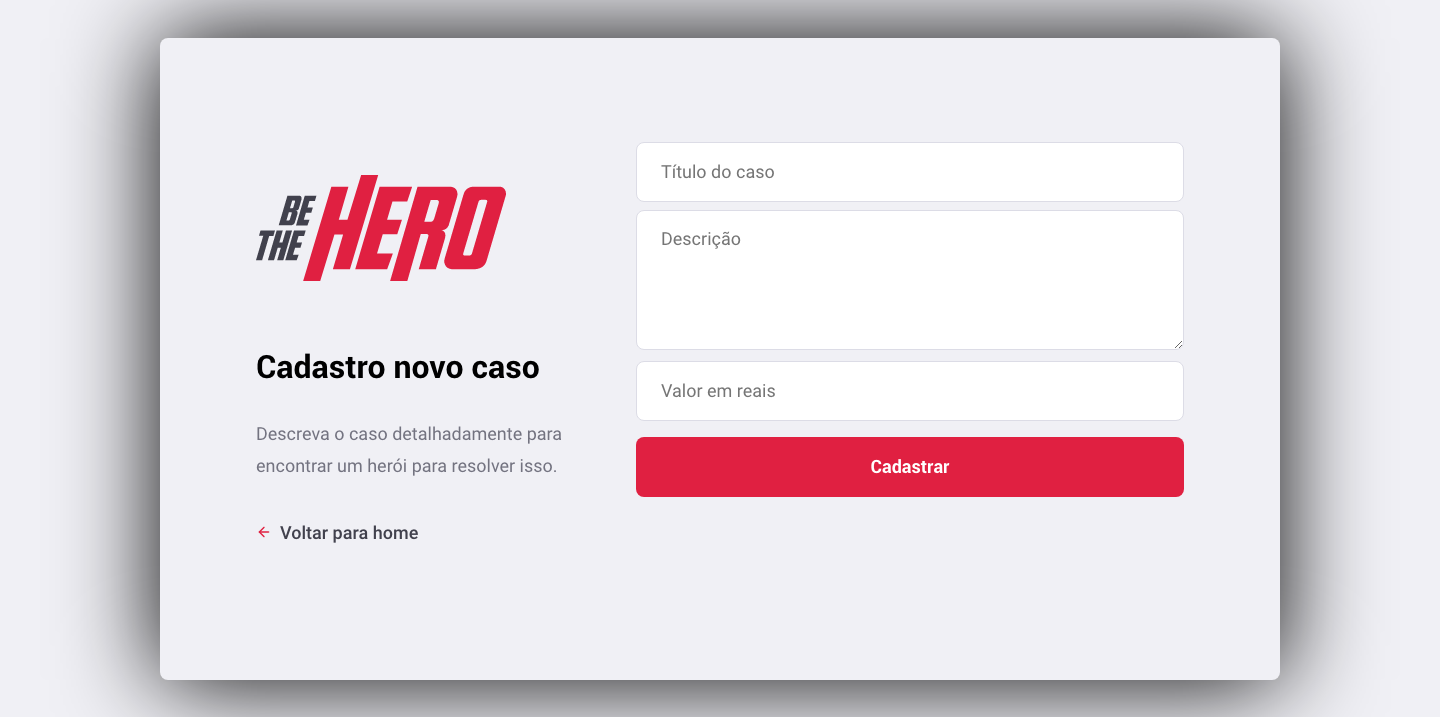 BE
THE
HERO
Cadastro novo caso
Descreva o caso detalhadamente para
encontrar um herói para resolver isso.
Voltar para home
Título do caso
Descrição
Valor em reais
Cadastrar